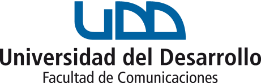 UDD
Universidad del Desarrollo
Facultad de Comunicaciones